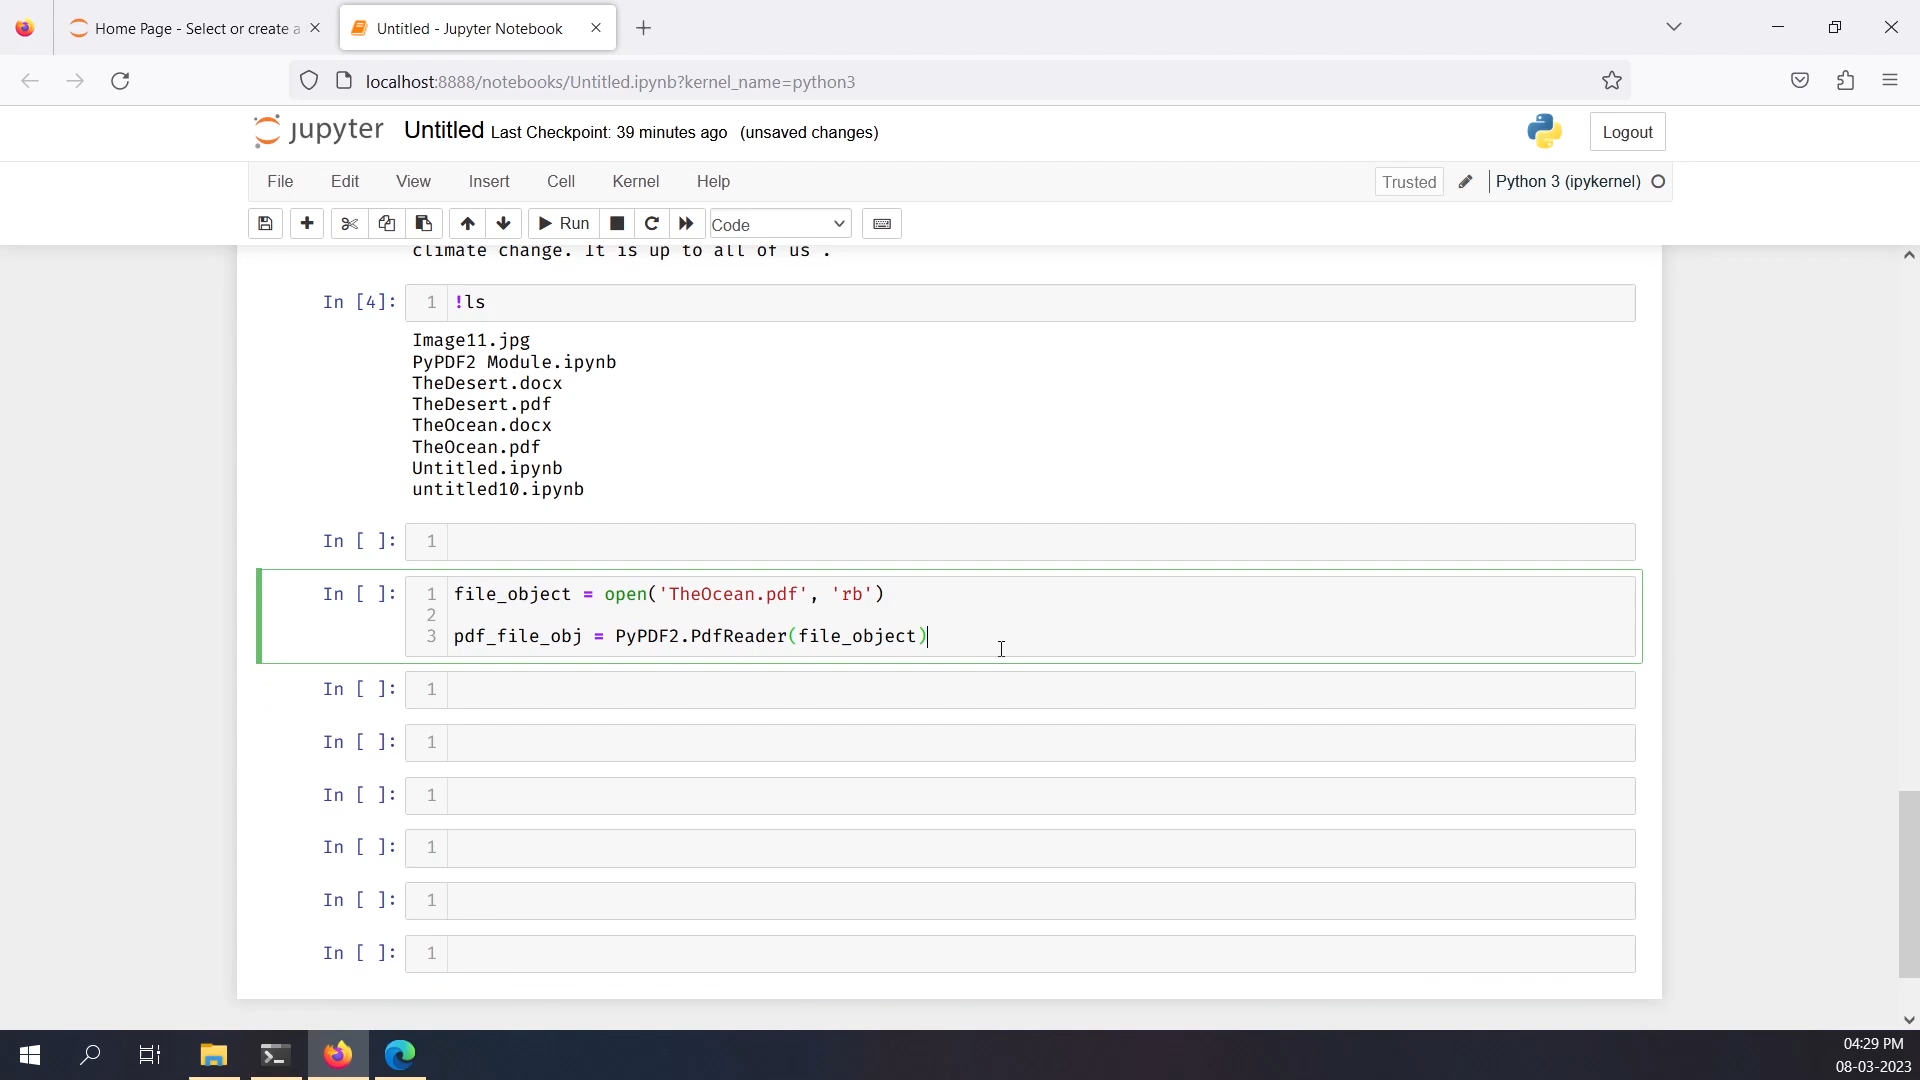 Home Page - Select or create a
Untitled - Jupyter Notebook
localhost:8888/notebooks/Untitled.ipynb?kernel_name=python3
jupyter Untitled Last Checkpoint: 39 minutes ago (unsaved changes)
Logout
File Edit View Insert Cell Kernel Help
Trusted Python 3 (ipykernel)
Run Code
climate change. It is up to all of us .
In [4]: 1 !ls
Image11.jpg
PyPDF2 Module.ipynb
TheDesert.docx
TheDesert.pdf
TheOcean.docx
TheOcean.pdf
Untitled.ipynb
untitled10.ipynb
In [ ]: 1
In [ ]: 1 file_object = open('TheOcean.pdf', 'rb')
2
3 pdf_file_obj = PyPDF2.PdfReader(file_object)
In [ ]: 1
In [ ]: 1
In [ ]: 1
In [ ]: 1
In [ ]: 1
In [ ]: 1
04:29 PM
08-03-2023